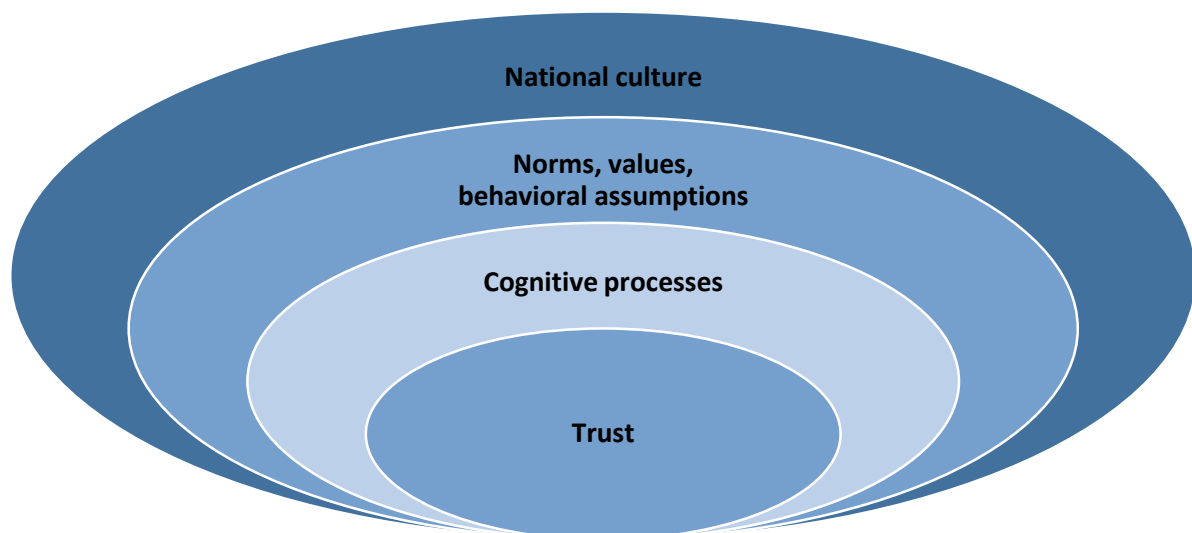 National culture
Norms, values,
behavioral assumptions
Cognitive processes
Trust